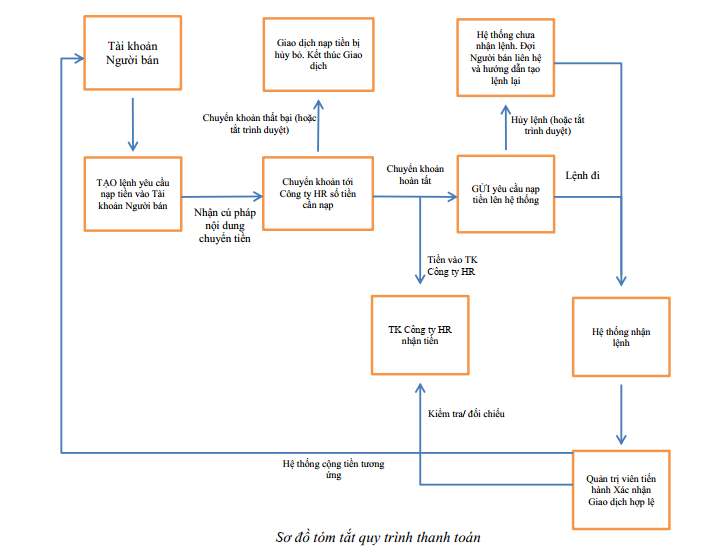 Tài khoản
Người bán
Giao dịch nạp tiền bị
hủy bỏ. Kết thúc Giao
dịch
Hệ thống chưa
nhận lệnh. Đợi
Người bán liên hệ
và hướng dẫn tạo
lệnh lại
Chuyển khoản thất bại (hoặc
tắt trình duyệt)
Hủy lệnh (hoặc tắt
trình duyệt)
TẠO lệnh yêu cầu
nạp tiền vào Tài
khoản Người bán
Nhận cú pháp
nội dung
chuyển tiền
Chuyển khoản tới
Công ty HR số tiền
cần nạp
Chuyển khoản
hoàn tất
GỬI yêu cầu nạp
tiền lên hệ thống
Lệnh đi
Tiền vào TK
Công ty HR
TK Công ty HR
nhận tiền
Hệ thống nhận
lệnh
Kiểm tra/ đối chiếu
Hệ thống cộng tiền tương
ứng
Quản trị viên tiến
hành Xác nhận
Giao dịch hợp lệ
Sơ đồ tóm tắt quy trình thanh toán